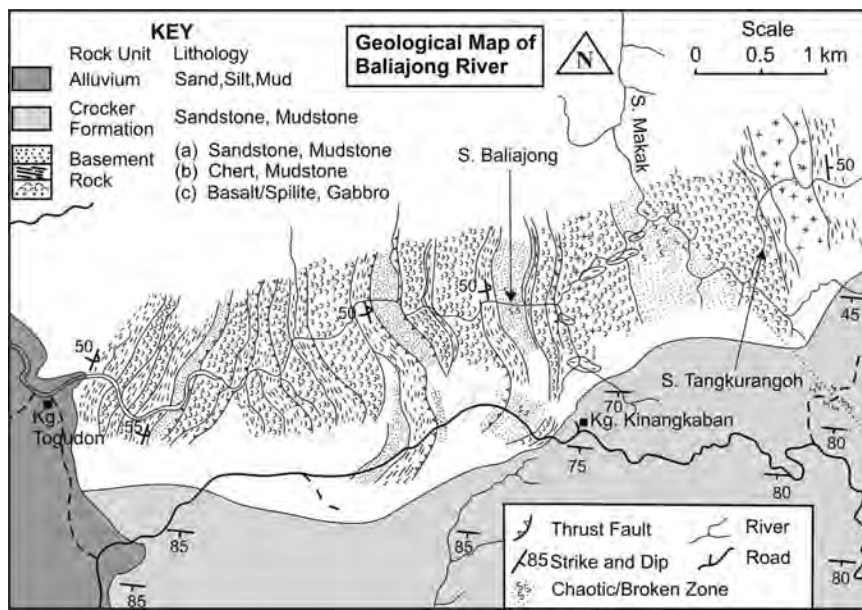 KEY
Rock Unit Lithology
Alluvium Sand,Silt,Mud
Crocker
Formation Sandstone, Mudstone
Basement
Rock
(a) Sandstone, Mudstone
(b) Chert, Mudstone
(c) Basalt/Spilite, Gabbro
Geological Map of
Baliajong River
N
Scale
0 0.5 1 km
S. Makak
S. Baliajong
50
50
50
50
55
45
S. Tangkurangoh
Kg.
Togudon
70
Kg. Kinangkaban
75
80
80
85
85
80
85
Thrust Fault
River
85 Strike and Dip
Road
Chaotic/Broken Zone